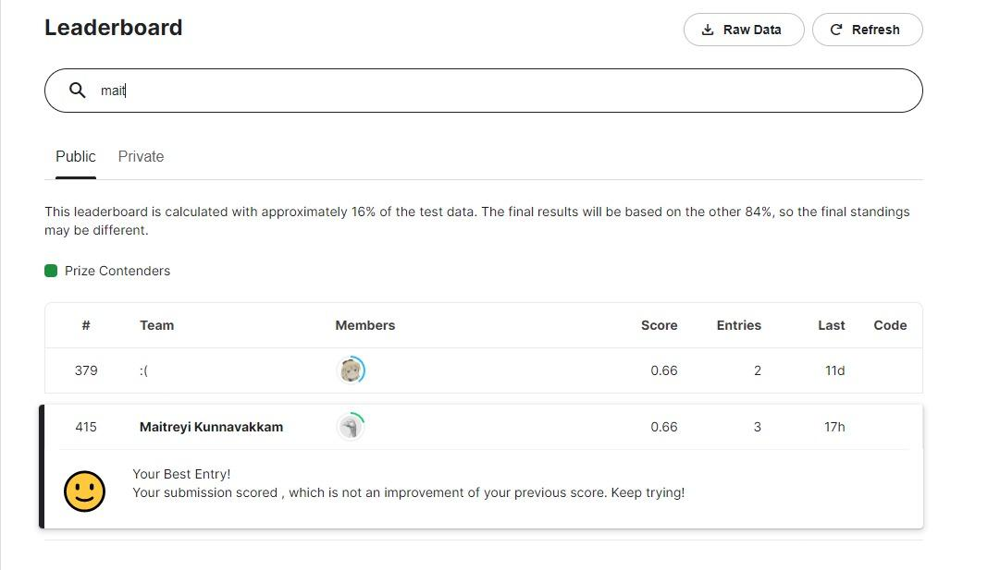 Leaderboard
Raw Data
Refresh
mait
Public Private
This leaderboard is calculated with approximately 16% of the test data. The final results will be based on the other 84%, so the final standings
may be different.
Prize Contenders
# Team Members Score Entries Last Code
379 :( 0.66 2 11d
415 Maitreyi Kunnavakkam 0.66 3 17h
Your Best Entry!
Your submission scored , which is not an improvement of your previous score. Keep trying!